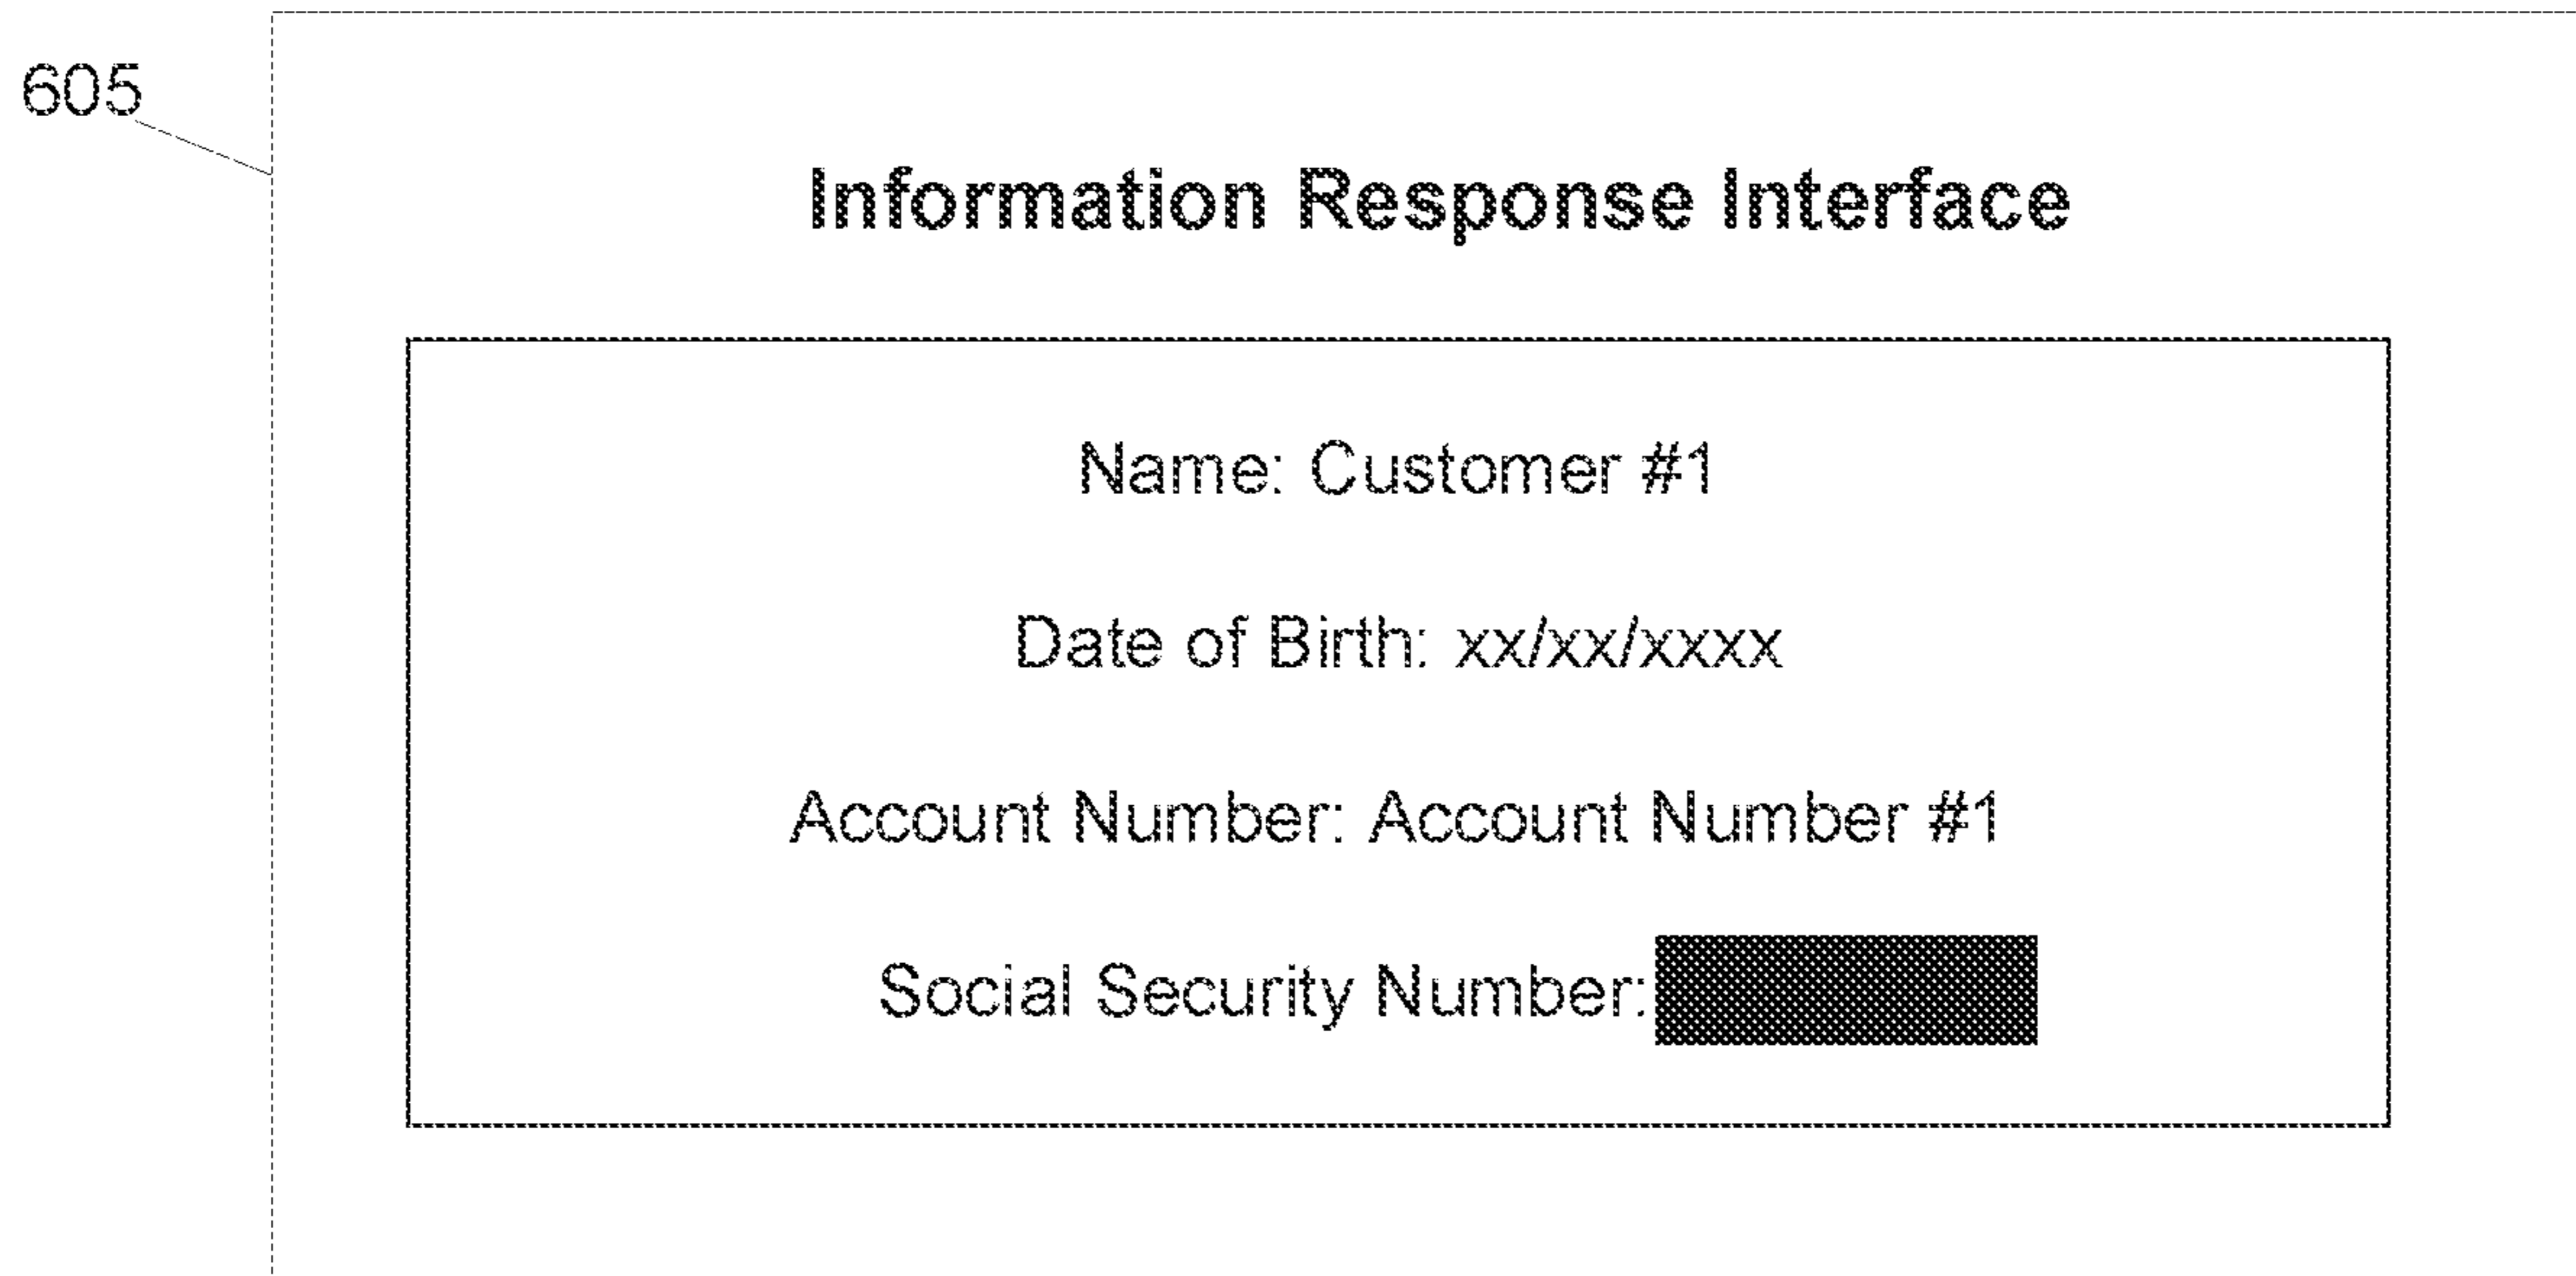 605
Information Response Interface
Name: Customer #1
Date of Birth: xx/xx/xxxx
Account Number: Account Number #1
Social Security Number: